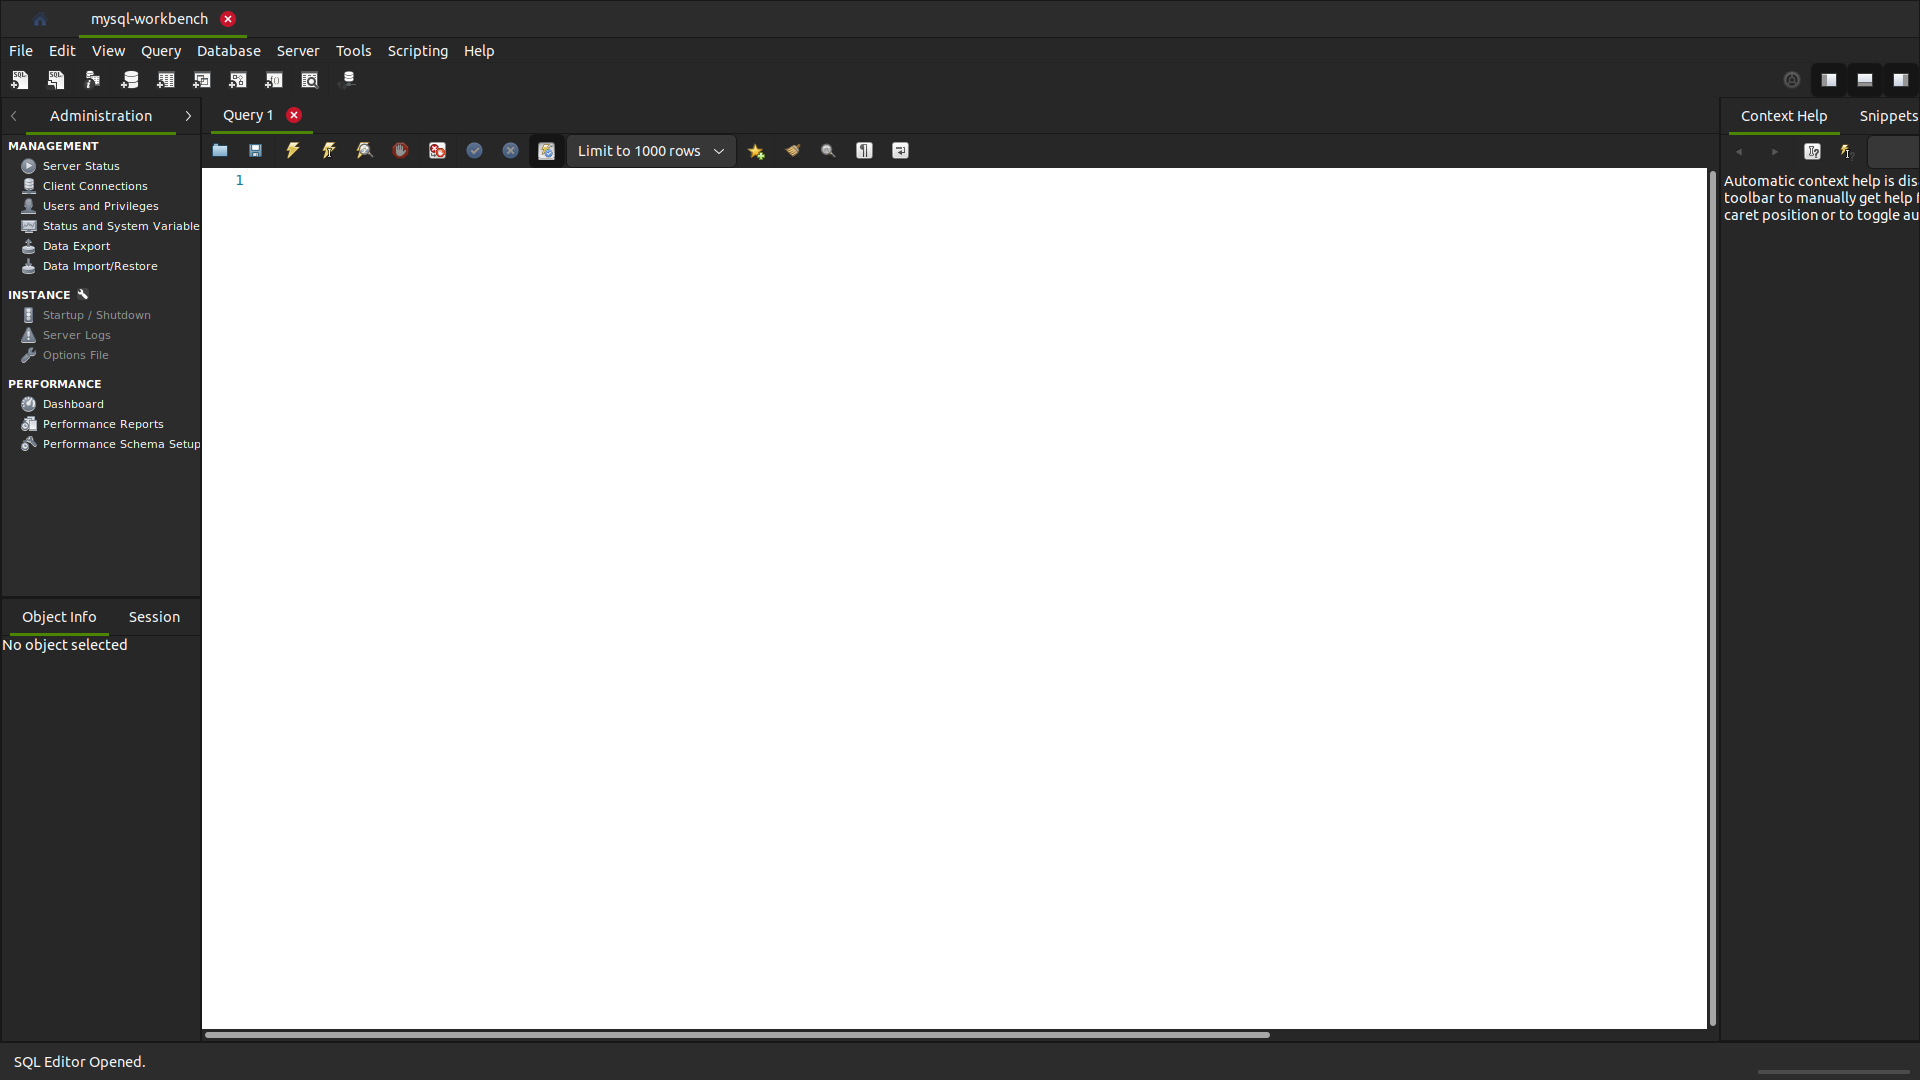 mysql-workbench
File Edit View Query Database Server Tools Scripting Help
Administration
Query 1
Context Help Snippets
MANAGEMENT
Server Status
Client Connections
Users and Privileges
Status and System Variable
Data Export
Data Import/Restore
INSTANCE
Startup / Shutdown
Server Logs
Options File
PERFORMANCE
Dashboard
Performance Reports
Performance Schema Setup
Object Info Session
No object selected
Limit to 1000 rows
1
Automatic context help is dis
toolbar to manually get help
caret position or to toggle au
SQL Editor Opened.